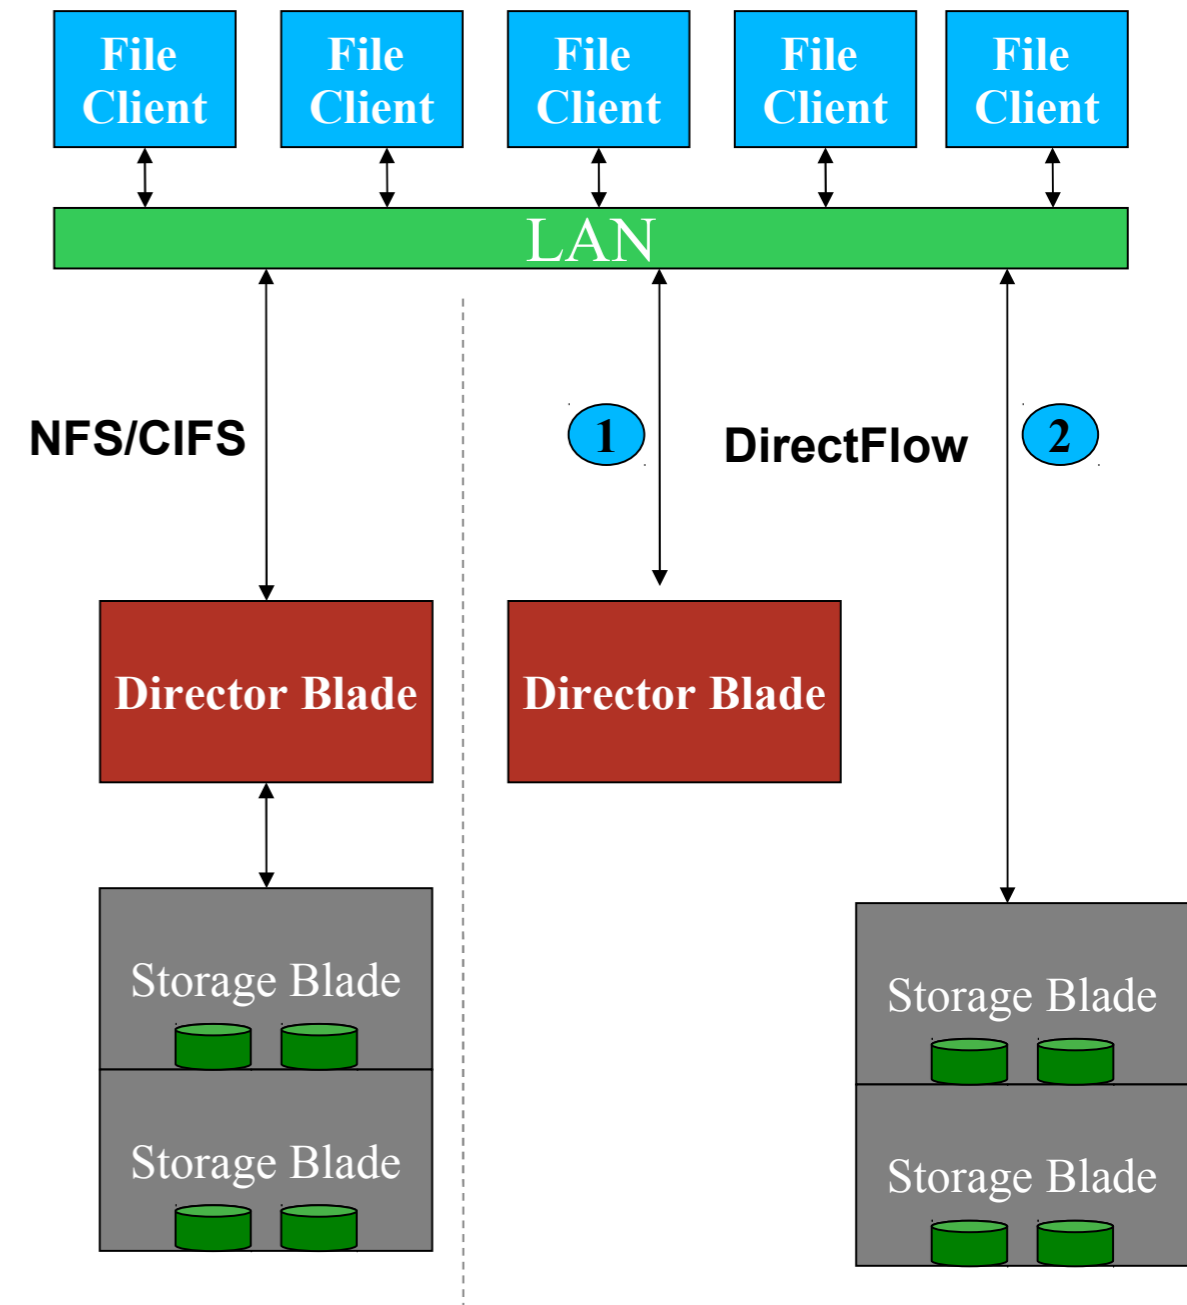 File
Client
File
Client
File
Client
File
Client
File
Client
LAN
NFS/CIFS
1
DirectFlow
2
Director Blade
Director Blade
Storage Blade
Storage Blade
Storage Blade
Storage Blade